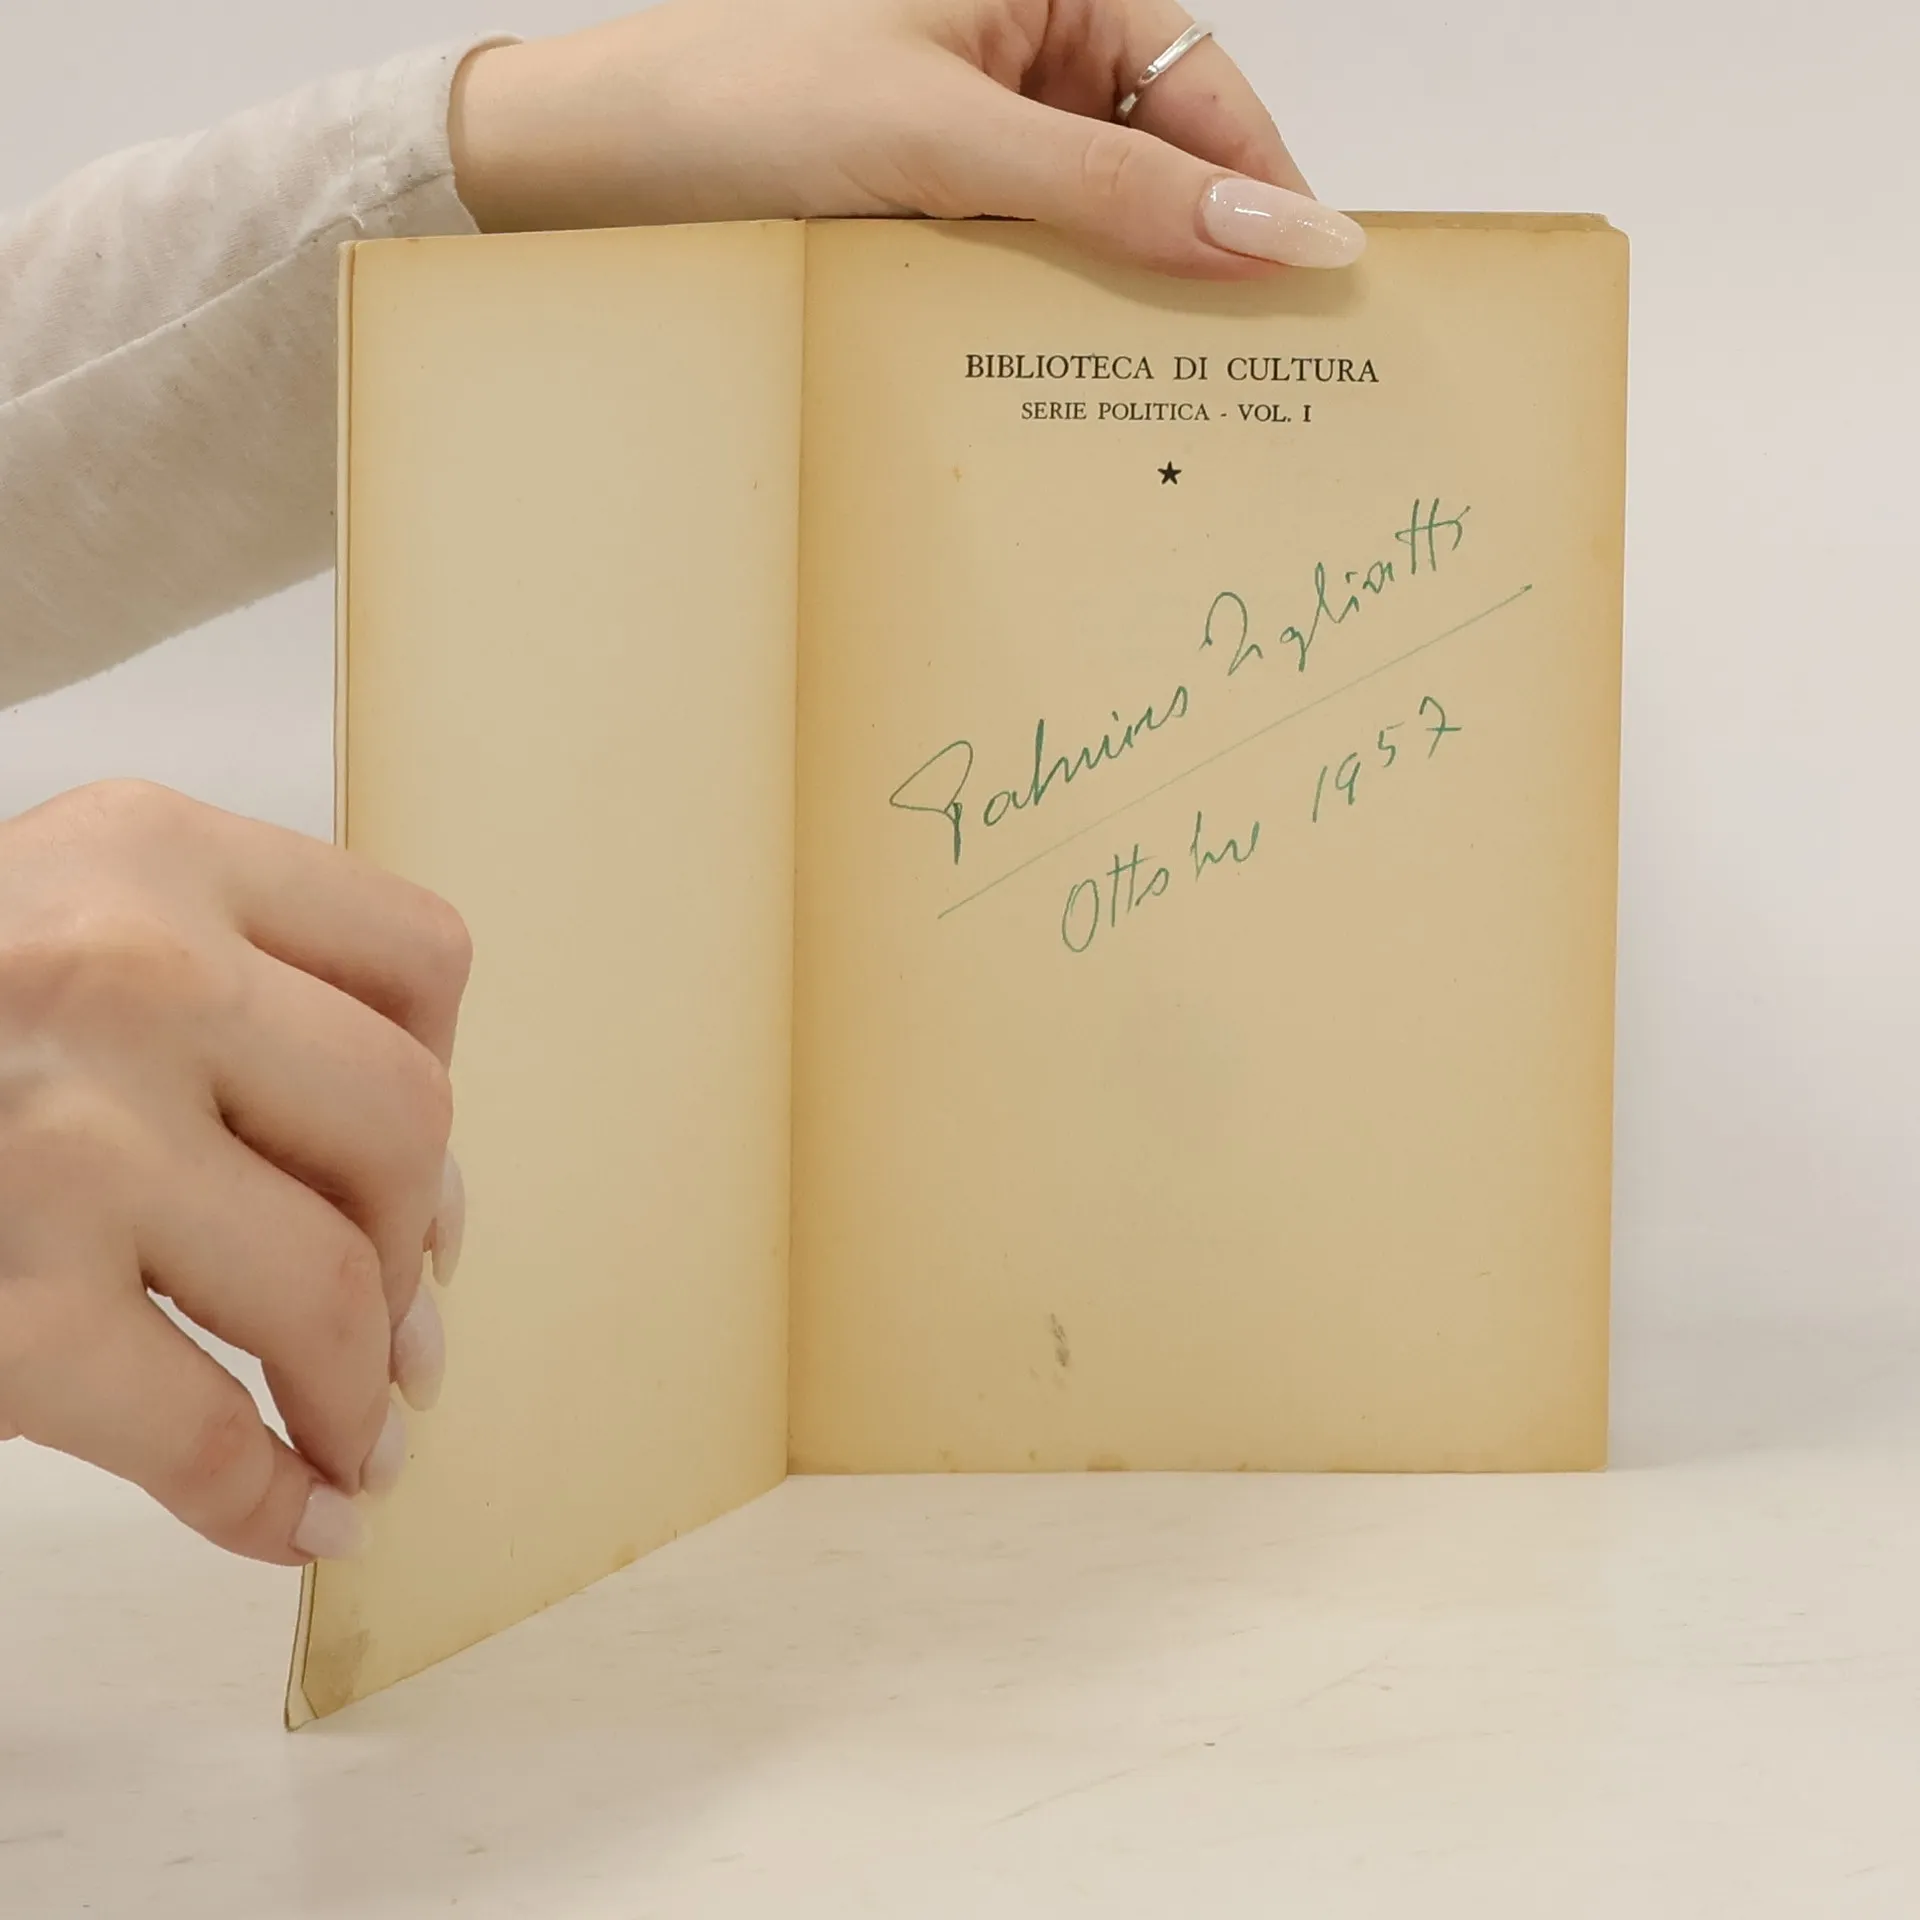 BIBLIOTECA DI CULTURA
SERIE POLITICA - VOL. I
Palmiro Togliatti
Ottobre 1957